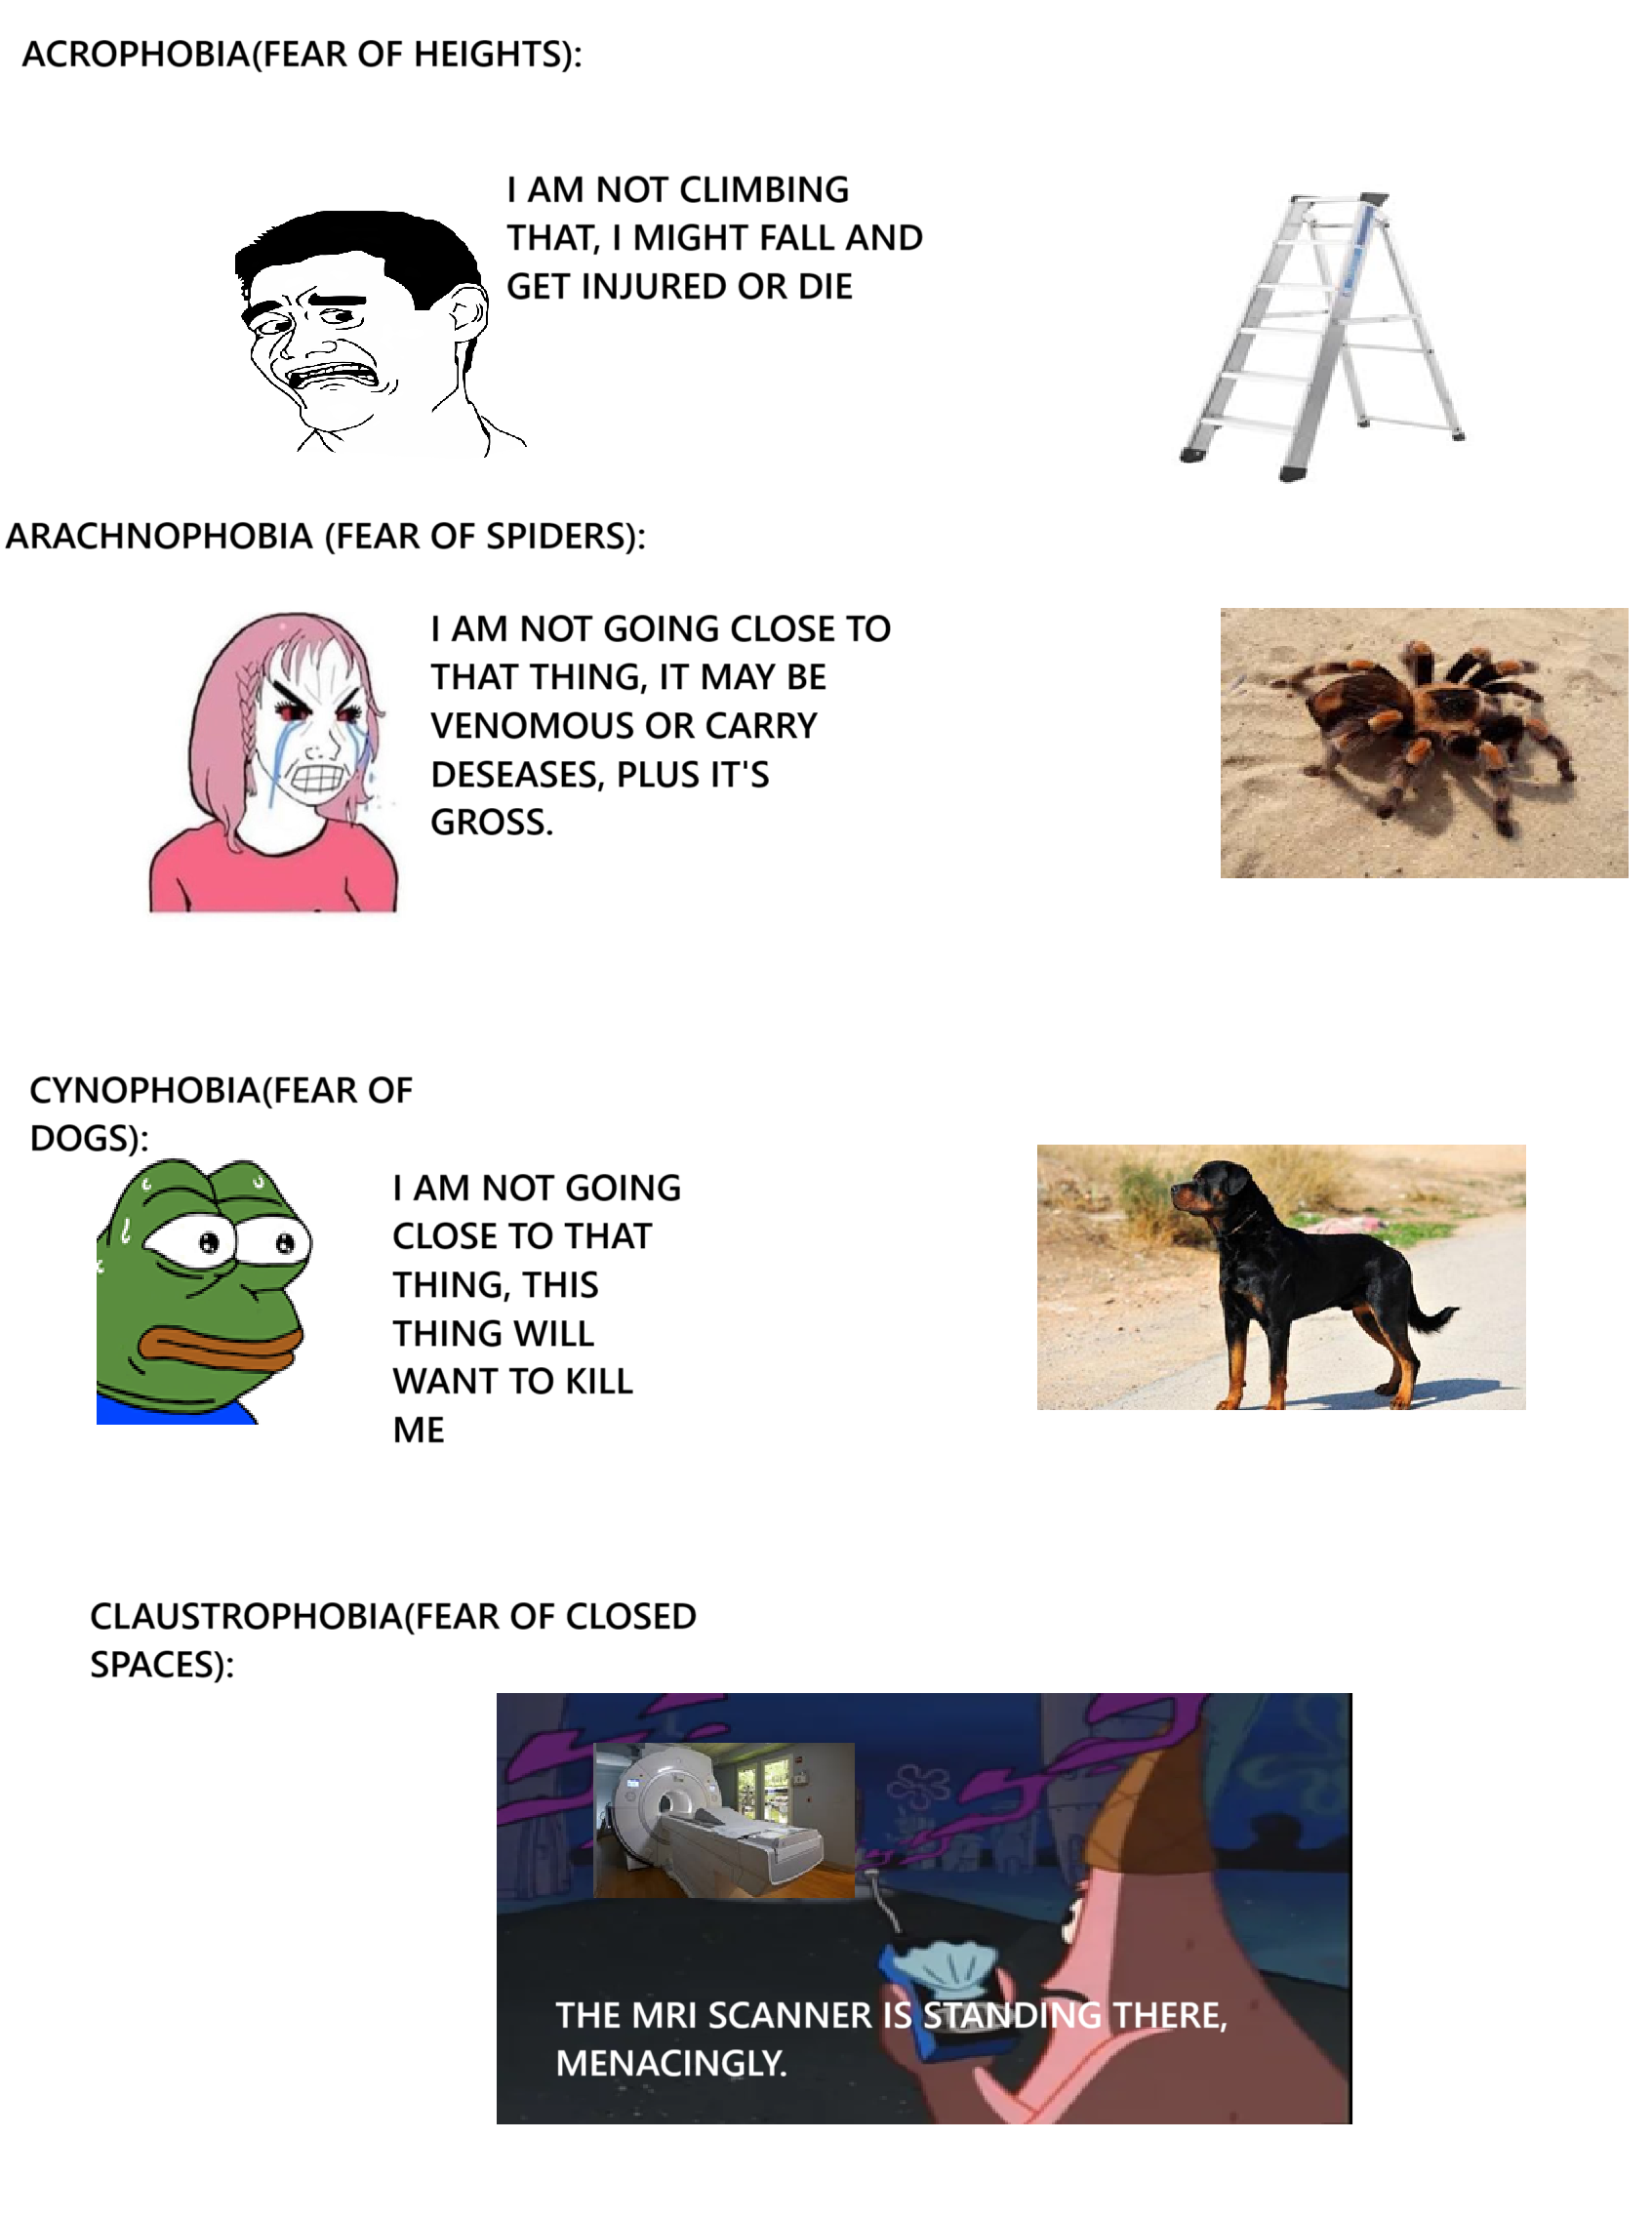 ACROPHOBIA(FEAR OF HEIGHTS):
I AM NOT CLIMBING
THAT, I MIGHT FALL AND
GET INJURED OR DIE
ARACHNOPHOBIA (FEAR OF SPIDERS):
I AM NOT GOING CLOSE TO
THAT THING, IT MAY BE
VENOMOUS OR CARRY
DESEASES, PLUS IT'S
GROSS.
CYNOPHOBIA(FEAR OF
DOGS):
I AM NOT GOING
CLOSE TO THAT
THING, THIS
THING WILL
WANT TO KILL
ME
CLAUSTROPHOBIA(FEAR OF CLOSED
SPACES):
THE MRI SCANNER IS STANDING THERE,
MENACINGLY.